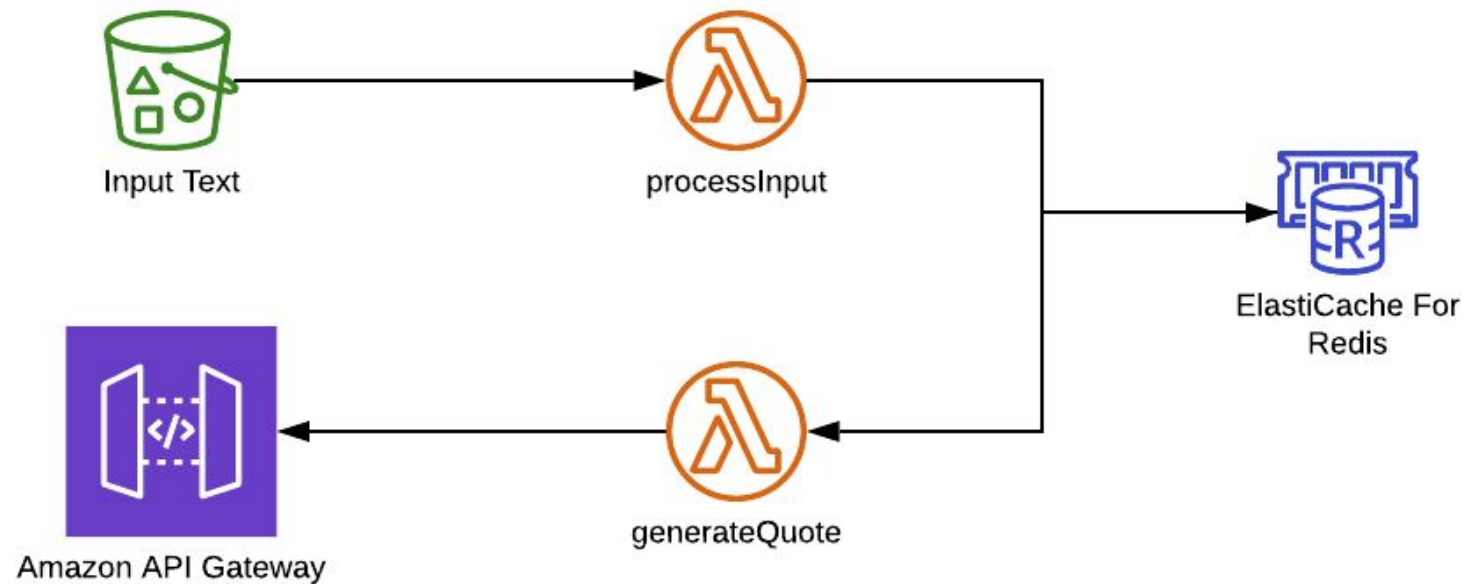 Input Text
processInput
R
ElastiCache For
Redis
</>
generateQuote
Amazon API Gateway